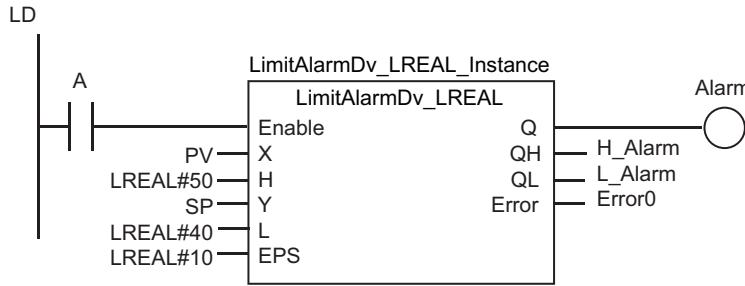 LD
A
LimitAlarmDv_LREAL_Instance
LimitAlarmDv_LREAL
Alarm
Enable Q
PV X QH H_Alarm
LREAL#50 H QL L_Alarm
SP Y Error Error0
LREAL#40 L
LREAL#10 EPS